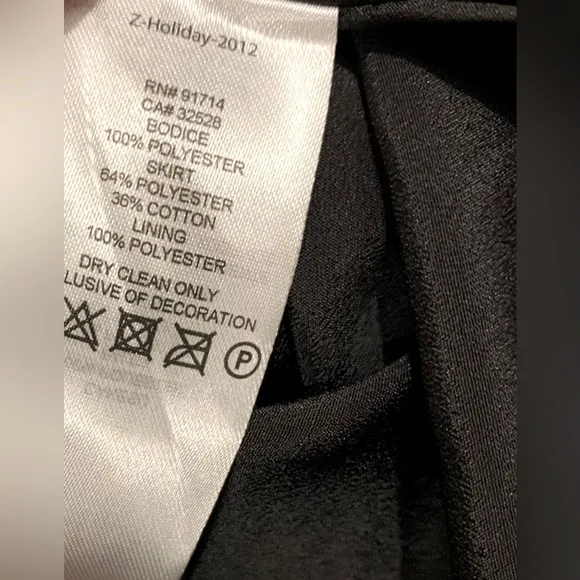 Z-Holiday-2012
RN# 91714
CA# 32528
BODICE
100% POLYESTER
SKIRT
64% POLYESTER
36% COTTON
LINING
100% POLYESTER
DRY CLEAN ONLY
LUSIVE OF DECORATION
P